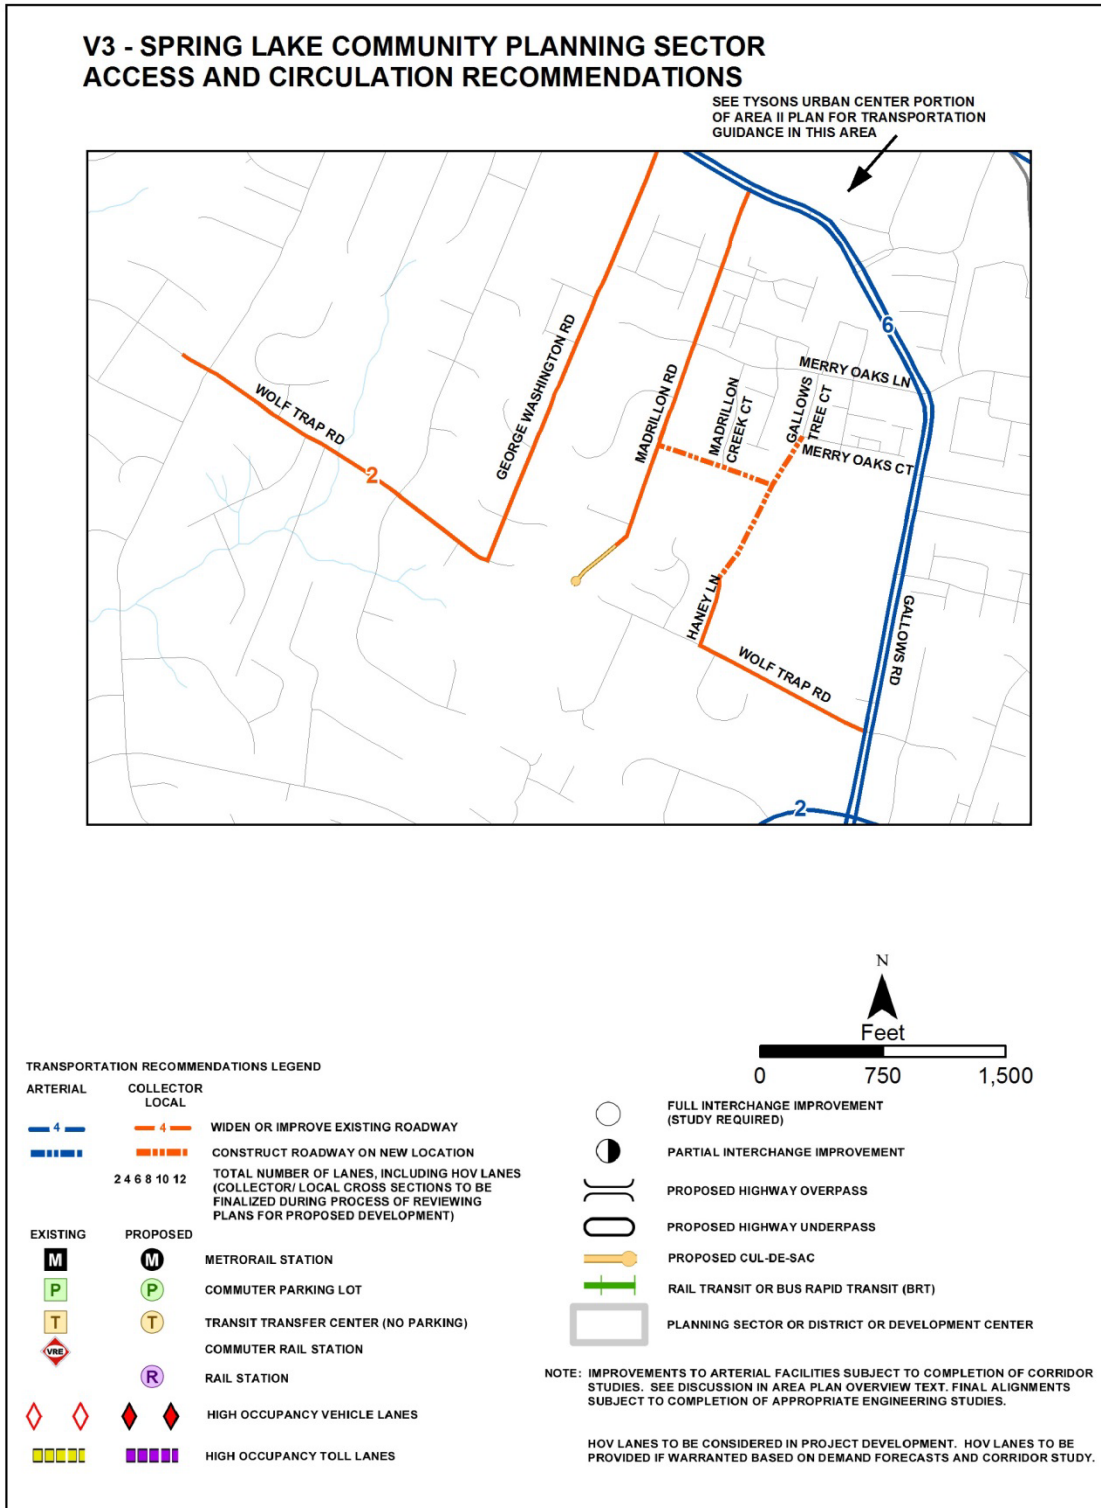 V3 - SPRING LAKE COMMUNITY PLANNING SECTOR
ACCESS AND CIRCULATION RECOMMENDATIONS
SEE TYSONS URBAN CENTER PORTION
OF AREA II PLAN FOR TRANSPORTATION
GUIDANCE IN THIS AREA
6
GEORGE WASHINGTON RD
MADRILLON RD
MERRY OAKS LN
MADRILLON
CREEK CT
GALLOWS
TREE CT
MERRY OAKS CT
WOLF TRAP RD
2
HANEY LN
WOLF TRAP RD
GALLOWS RD
2
N
Feet
0 750 1,500
TRANSPORTATION RECOMMENDATIONS LEGEND
ARTERIAL COLLECTOR
LOCAL
4 4 WIDEN OR IMPROVE EXISTING ROADWAY
CONSTRUCT ROADWAY ON NEW LOCATION
2 4 6 8 10 12 TOTAL NUMBER OF LANES, INCLUDING HOV LANES
(COLLECTOR/ LOCAL CROSS SECTIONS TO BE
FINALIZED DURING PROCESS OF REVIEWING
PLANS FOR PROPOSED DEVELOPMENT)
EXISTING PROPOSED
M M METRORAIL STATION
P P COMMUTER PARKING LOT
T T TRANSIT TRANSFER CENTER (NO PARKING)
VRE COMMUTER RAIL STATION
R RAIL STATION
HIGH OCCUPANCY VEHICLE LANES
HIGH OCCUPANCY TOLL LANES
FULL INTERCHANGE IMPROVEMENT
(STUDY REQUIRED)
PARTIAL INTERCHANGE IMPROVEMENT
PROPOSED HIGHWAY OVERPASS
PROPOSED HIGHWAY UNDERPASS
PROPOSED CUL-DE-SAC
RAIL TRANSIT OR BUS RAPID TRANSIT (BRT)
PLANNING SECTOR OR DISTRICT OR DEVELOPMENT CENTER
NOTE: IMPROVEMENTS TO ARTERIAL FACILITIES SUBJECT TO COMPLETION OF CORRIDOR
STUDIES. SEE DISCUSSION IN AREA PLAN OVERVIEW TEXT. FINAL ALIGNMENTS
SUBJECT TO COMPLETION OF APPROPRIATE ENGINEERING STUDIES.
HOV LANES TO BE CONSIDERED IN PROJECT DEVELOPMENT. HOV LANES TO BE
PROVIDED IF WARRANTED BASED ON DEMAND FORECASTS AND CORRIDOR STUDY.